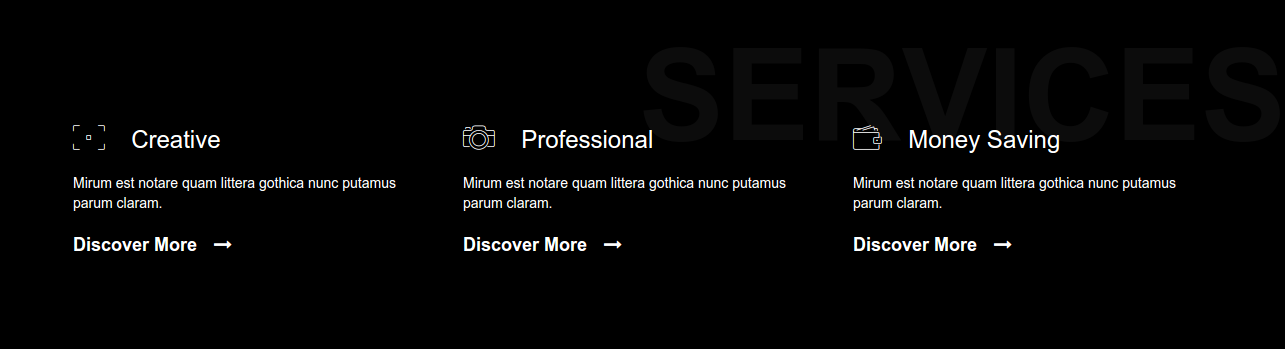 SERVICES
Creative
Mirum est notare quam littera gothica nunc putamus
parum claram.
Discover More
Professional
Mirum est notare quam littera gothica nunc putamus
parum claram.
Discover More
Money Saving
Mirum est notare quam littera gothica nunc putamus
parum claram.
Discover More